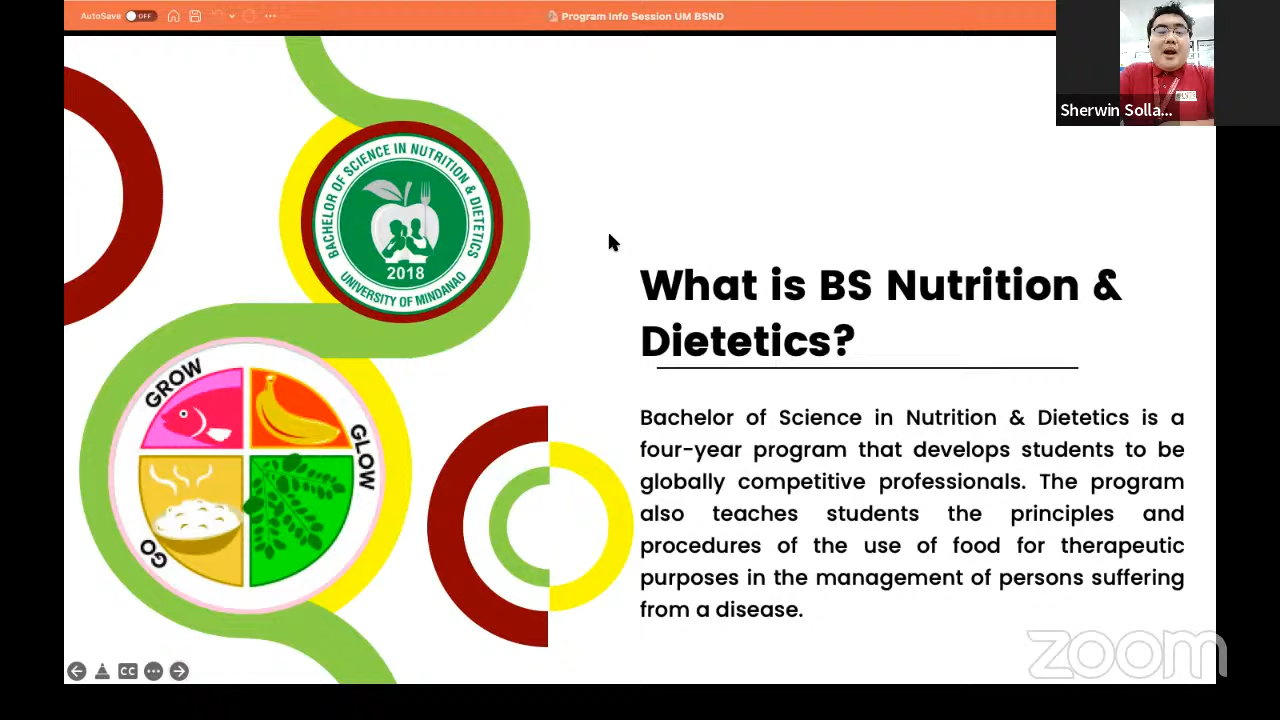 AutoSave OFF
Program Info Session UM BSND
Sherwin Solla...
BACHELOR OF SCIENCE IN NUTRITION & DIETETICS
2018
UNIVERSITY OF MINDANAO
What is BS Nutrition &
Dietetics?
GROW
GLOW
GO
Bachelor of Science in Nutrition & Dietetics is a
four-year program that develops students to be
globally competitive professionals. The program
also teaches students the principles and
procedures of the use of food for therapeutic
purposes in the management of persons suffering
from a disease.
CC
zoom